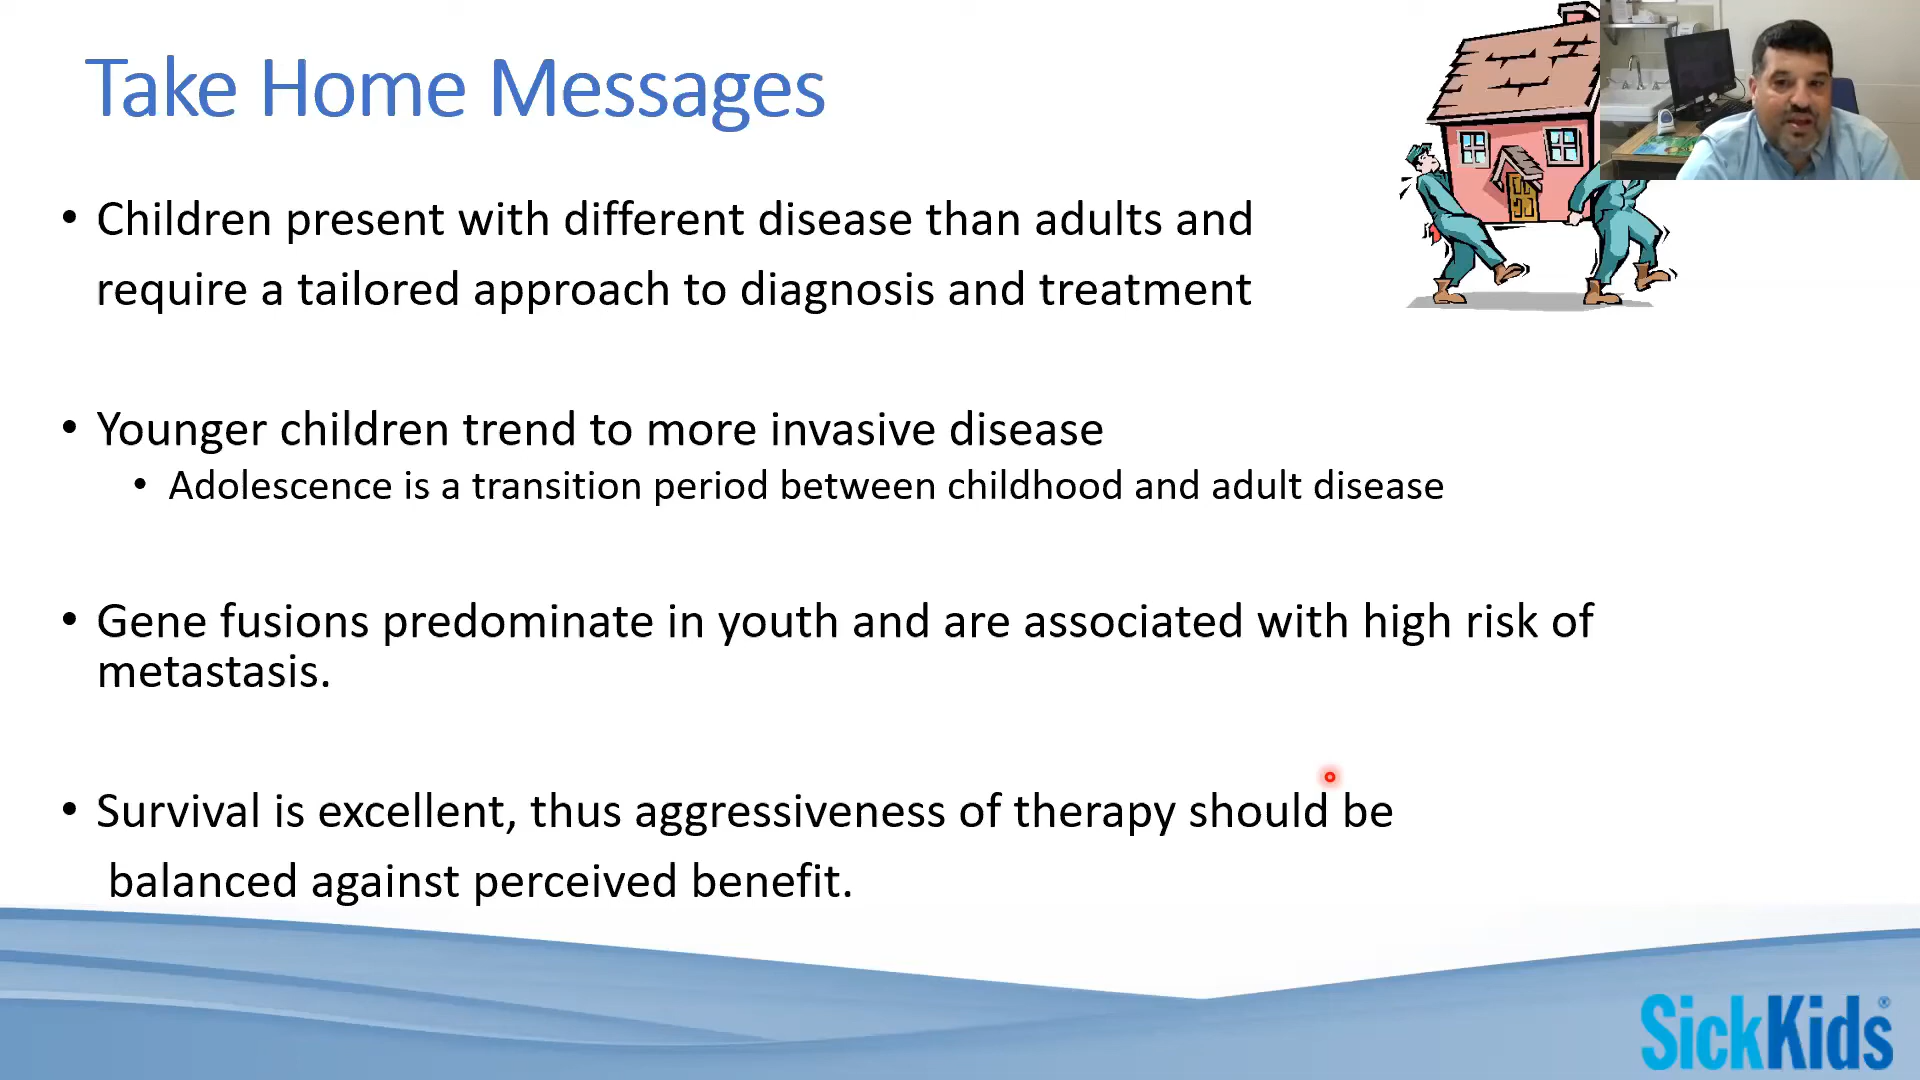 Take Home Messages
• Children present with different disease than adults and
require a tailored approach to diagnosis and treatment
• Younger children trend to more invasive disease
• Adolescence is a transition period between childhood and adult disease
• Gene fusions predominate in youth and are associated with high risk of
metastasis.
• Survival is excellent, thus aggressiveness of therapy should be
balanced against perceived benefit.
SickKids®